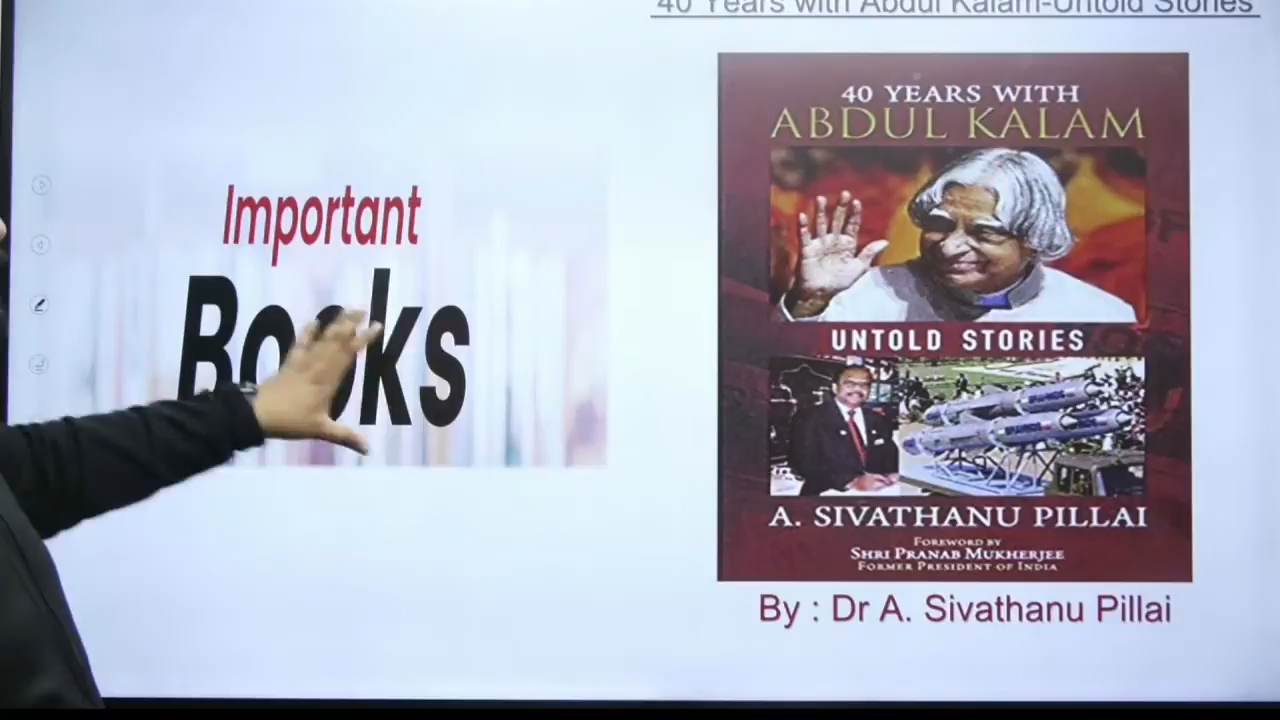 40 Years with Abdul Kalam-Untold Stories
Important
Books
40 YEARS WITH
ABDUL KALAM
UNTOLD STORIES
A. SIVATHANU PILLAI
FOREWORD BY
SHRI PRANAB MUKHERJEE
FORMER PRESIDENT OF INDIA
By : Dr A. Sivathanu Pillai